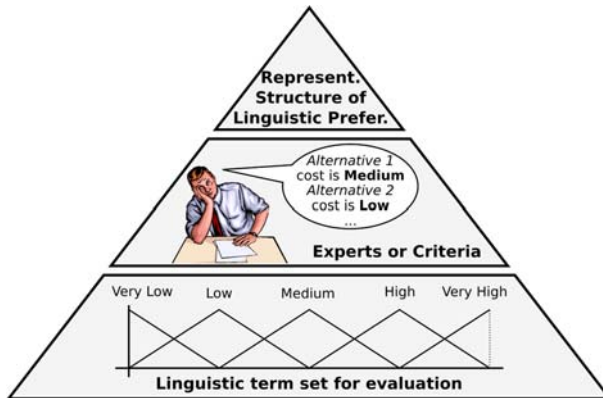 Represent.
Structure of
Linguistic Prefer.
Alternative 1
cost is Medium
Alternative 2
cost is Low
...
Experts or Criteria
Very Low Low Medium High Very High
Linguistic term set for evaluation